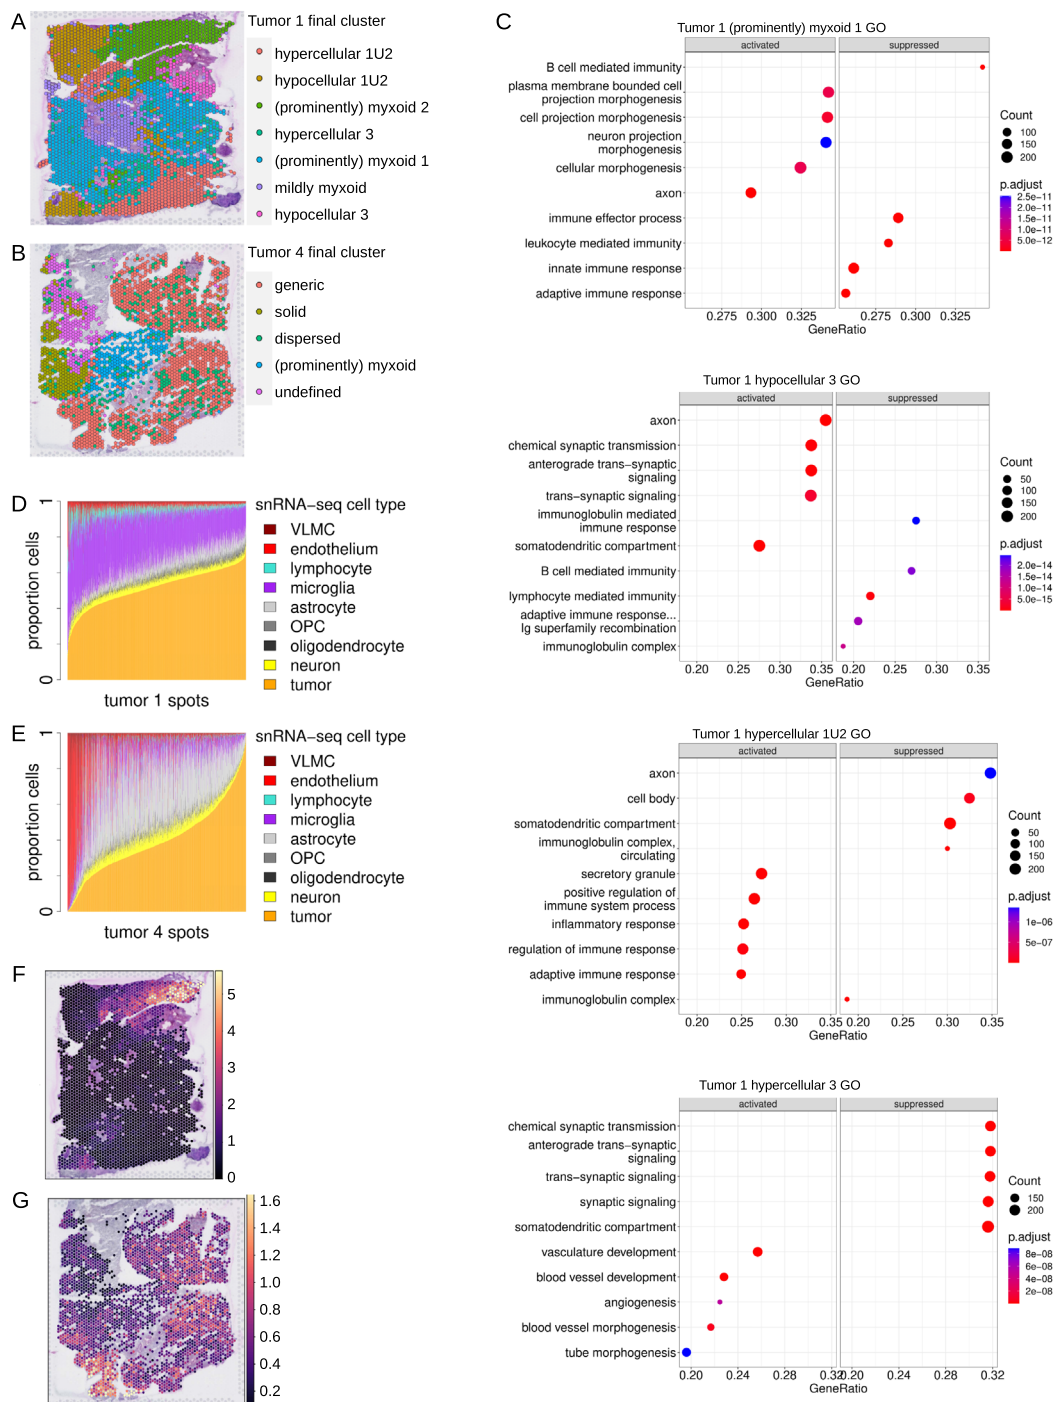 A
Tumor 1 final cluster
hypercellular 1U2
hypocellular 1U2
(prominently) myxoid 2
hypercellular 3
(prominently) myxoid 1
mildly myxoid
hypocellular 3
B
Tumor 4 final cluster
generic
solid
dispersed
(prominently) myxoid
undefined
D
1
0
proportion cells
tumor 1 spots
snRNA-seq cell type
VLMC
endothelium
lymphocyte
microglia
astrocyte
OPC
oligodendrocyte
neuron
tumor
E
1
0
proportion cells
tumor 4 spots
snRNA-seq cell type
VLMC
endothelium
lymphocyte
microglia
astrocyte
OPC
oligodendrocyte
neuron
tumor
F
5
4
3
2
1
0
G
1.6
1.4
1.2
1.0
0.8
0.6
0.4
0.2
C
Tumor 1 (prominently) myxoid 1 GO
activated
suppressed
B cell mediated immunity
plasma membrane bounded cell
projection morphogenesis
cell projection morphogenesis
neuron projection
morphogenesis
cellular morphogenesis
axon
immune effector process
leukocyte mediated immunity
innate immune response
adaptive immune response
0.275 0.300 0.325 0.275 0.300 0.325
GeneRatio
Count
100
150
200
p.adjust
2.5e-11
2.0e-11
1.5e-11
1.0e-11
5.0e-12
Tumor 1 hypocellular 3 GO
activated
suppressed
axon
chemical synaptic transmission
anterograde trans-synaptic
signaling
trans-synaptic signaling
immunoglobulin mediated
immune response
somatodendritic compartment
B cell mediated immunity
lymphocyte mediated immunity
adaptive immune response...
Ig superfamily recombination
immunoglobulin complex
0.20 0.25 0.30 0.35 0.20 0.25 0.30 0.35
GeneRatio
Count
50
100
150
200
p.adjust
2.0e-14
1.5e-14
1.0e-14
5.0e-15
Tumor 1 hypercellular 1U2 GO
activated
suppressed
axon
cell body
somatodendritic compartment
immunoglobulin complex,
circulating
secretory granule
positive regulation of
immune system process
inflammatory response
regulation of immune response
adaptive immune response
immunoglobulin complex
0.20 0.25 0.30 0.35 0.20 0.25 0.30 0.35
GeneRatio
Count
50
100
150
200
p.adjust
1e-06
5e-07
Tumor 1 hypercellular 3 GO
activated
suppressed
chemical synaptic transmission
anterograde trans-synaptic
signaling
trans-synaptic signaling
synaptic signaling
somatodendritic compartment
vasculature development
blood vessel development
angiogenesis
blood vessel morphogenesis
tube morphogenesis
0.20 0.24 0.28 0.32 0.20 0.24 0.28 0.32
GeneRatio
Count
150
200
p.adjust
8e-08
6e-08
4e-08
2e-08